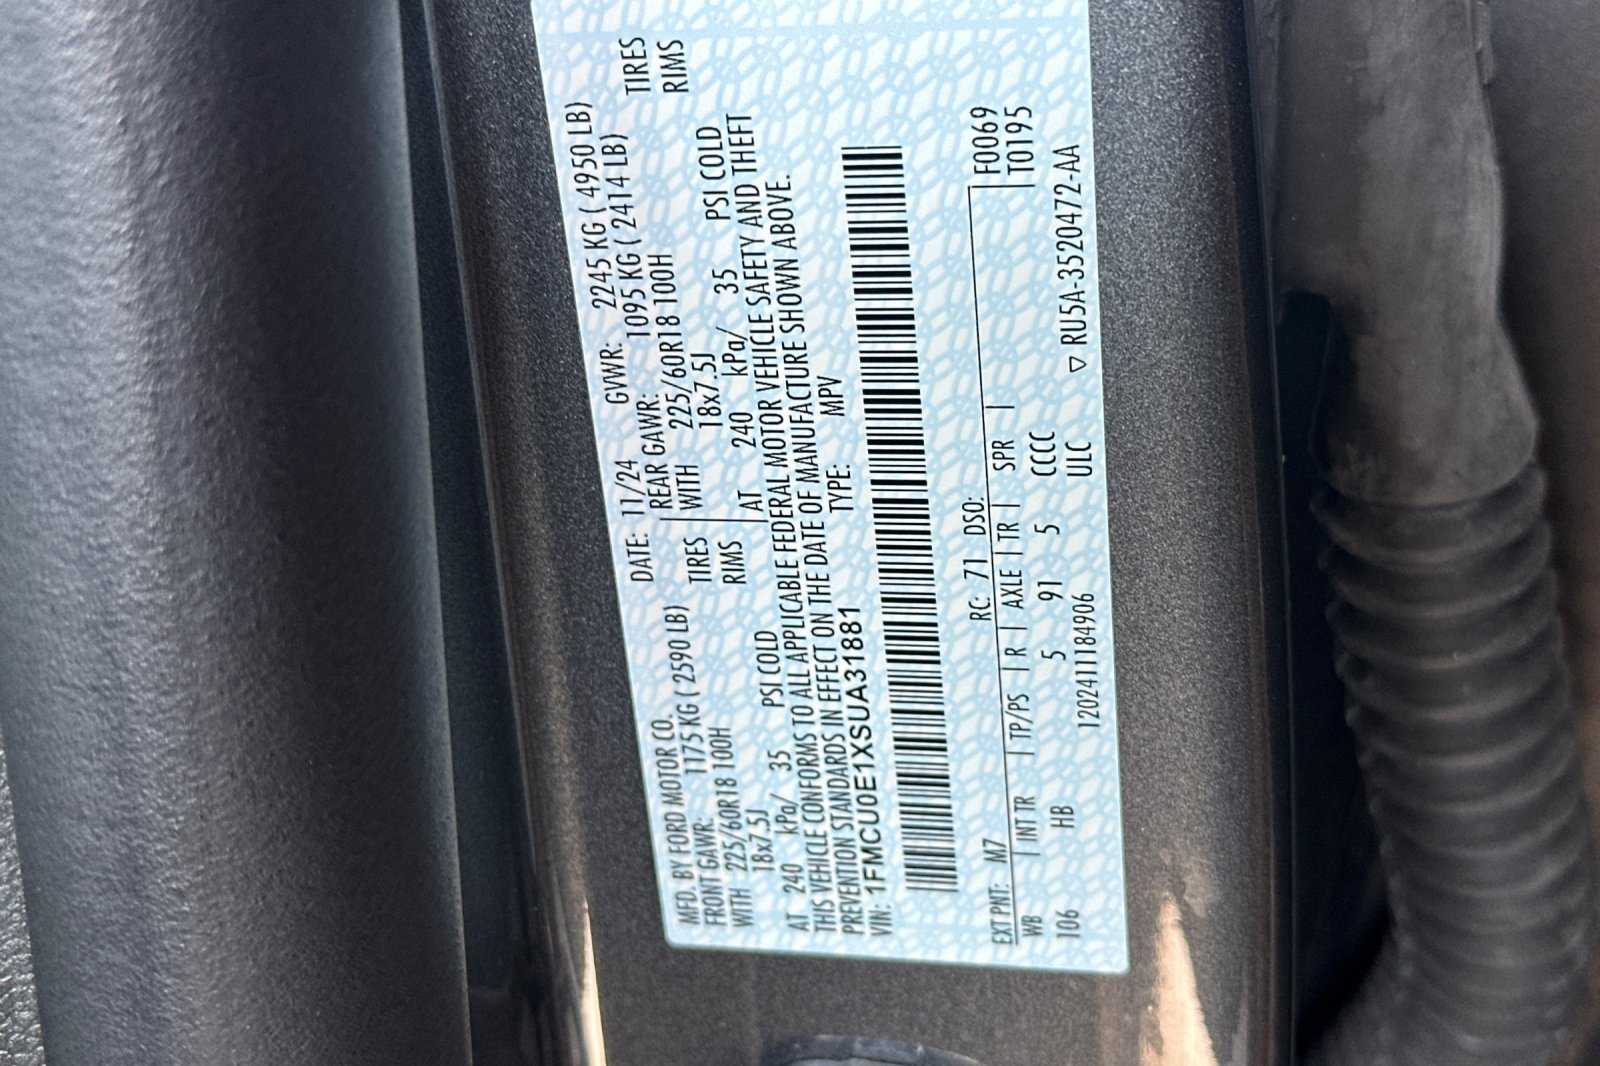 MFD. BY FORD MOTOR CO. DATE: 11/24 GVWR: 2245 KG ( 4950 LB)
FRONT GAWR: 1175 KG ( 2590 LB) REAR GAWR: 1095 KG ( 2414 LB)
WITH 225/60R18 100H TIRES WITH 225/60R18 100H TIRES
18x7.5J RIMS 18x7.5J RIMS
AT 240 kPa/ 35 PSI COLD AT 240 kPa/ 35 PSI COLD
THIS VEHICLE CONFORMS TO ALL APPLICABLE FEDERAL MOTOR VEHICLE SAFETY AND THEFT
PREVENTION STANDARDS IN EFFECT ON THE DATE OF MANUFACTURE SHOWN ABOVE.
VIN: 1FMCU0E1XSUA31881 TYPE: MPV
EXT PNT: M7 RC: 71 DSO: F0069
WB INT TR TP/PS R AXLE TR SPR T0195
106 HB 5 91 5 CCCC
12024111184906 ULC ▽ RU5A-3520472-AA